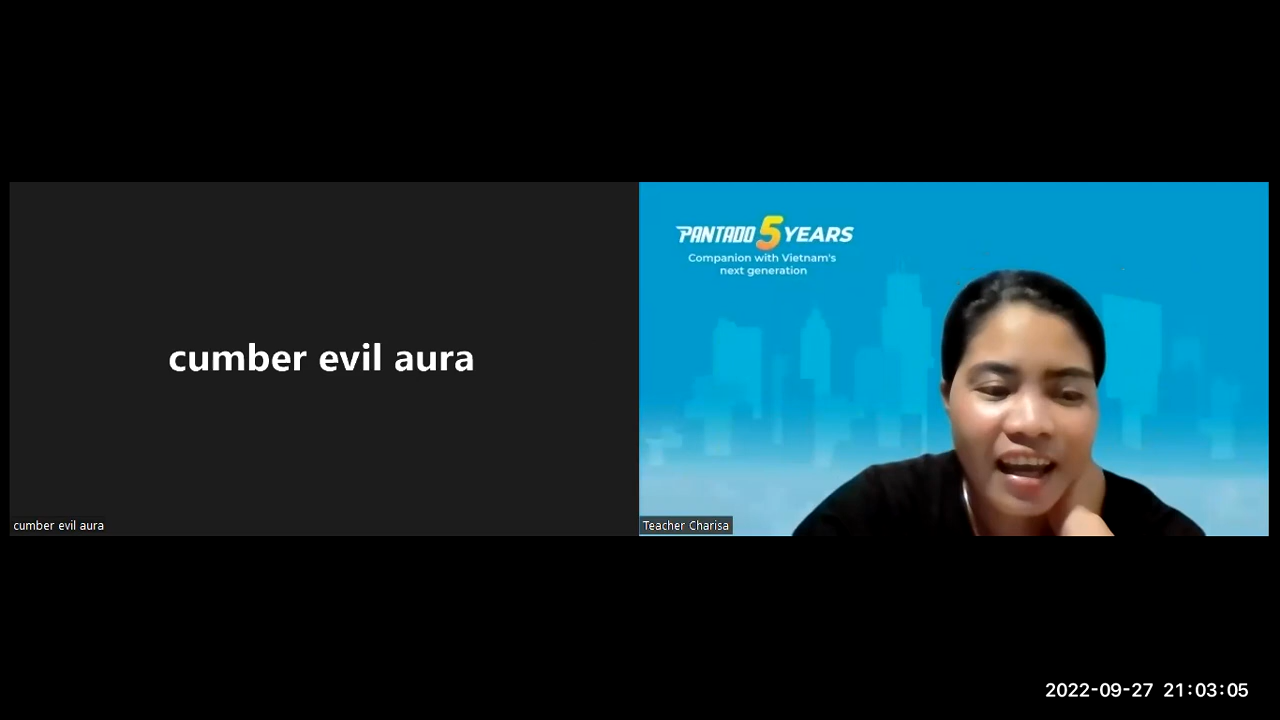 cumber evil aura
cumber evil aura
PANTADO 5 YEARS
Companion with Vietnam's
next generation
Teacher Charisa
2022-09-27 21:03:05